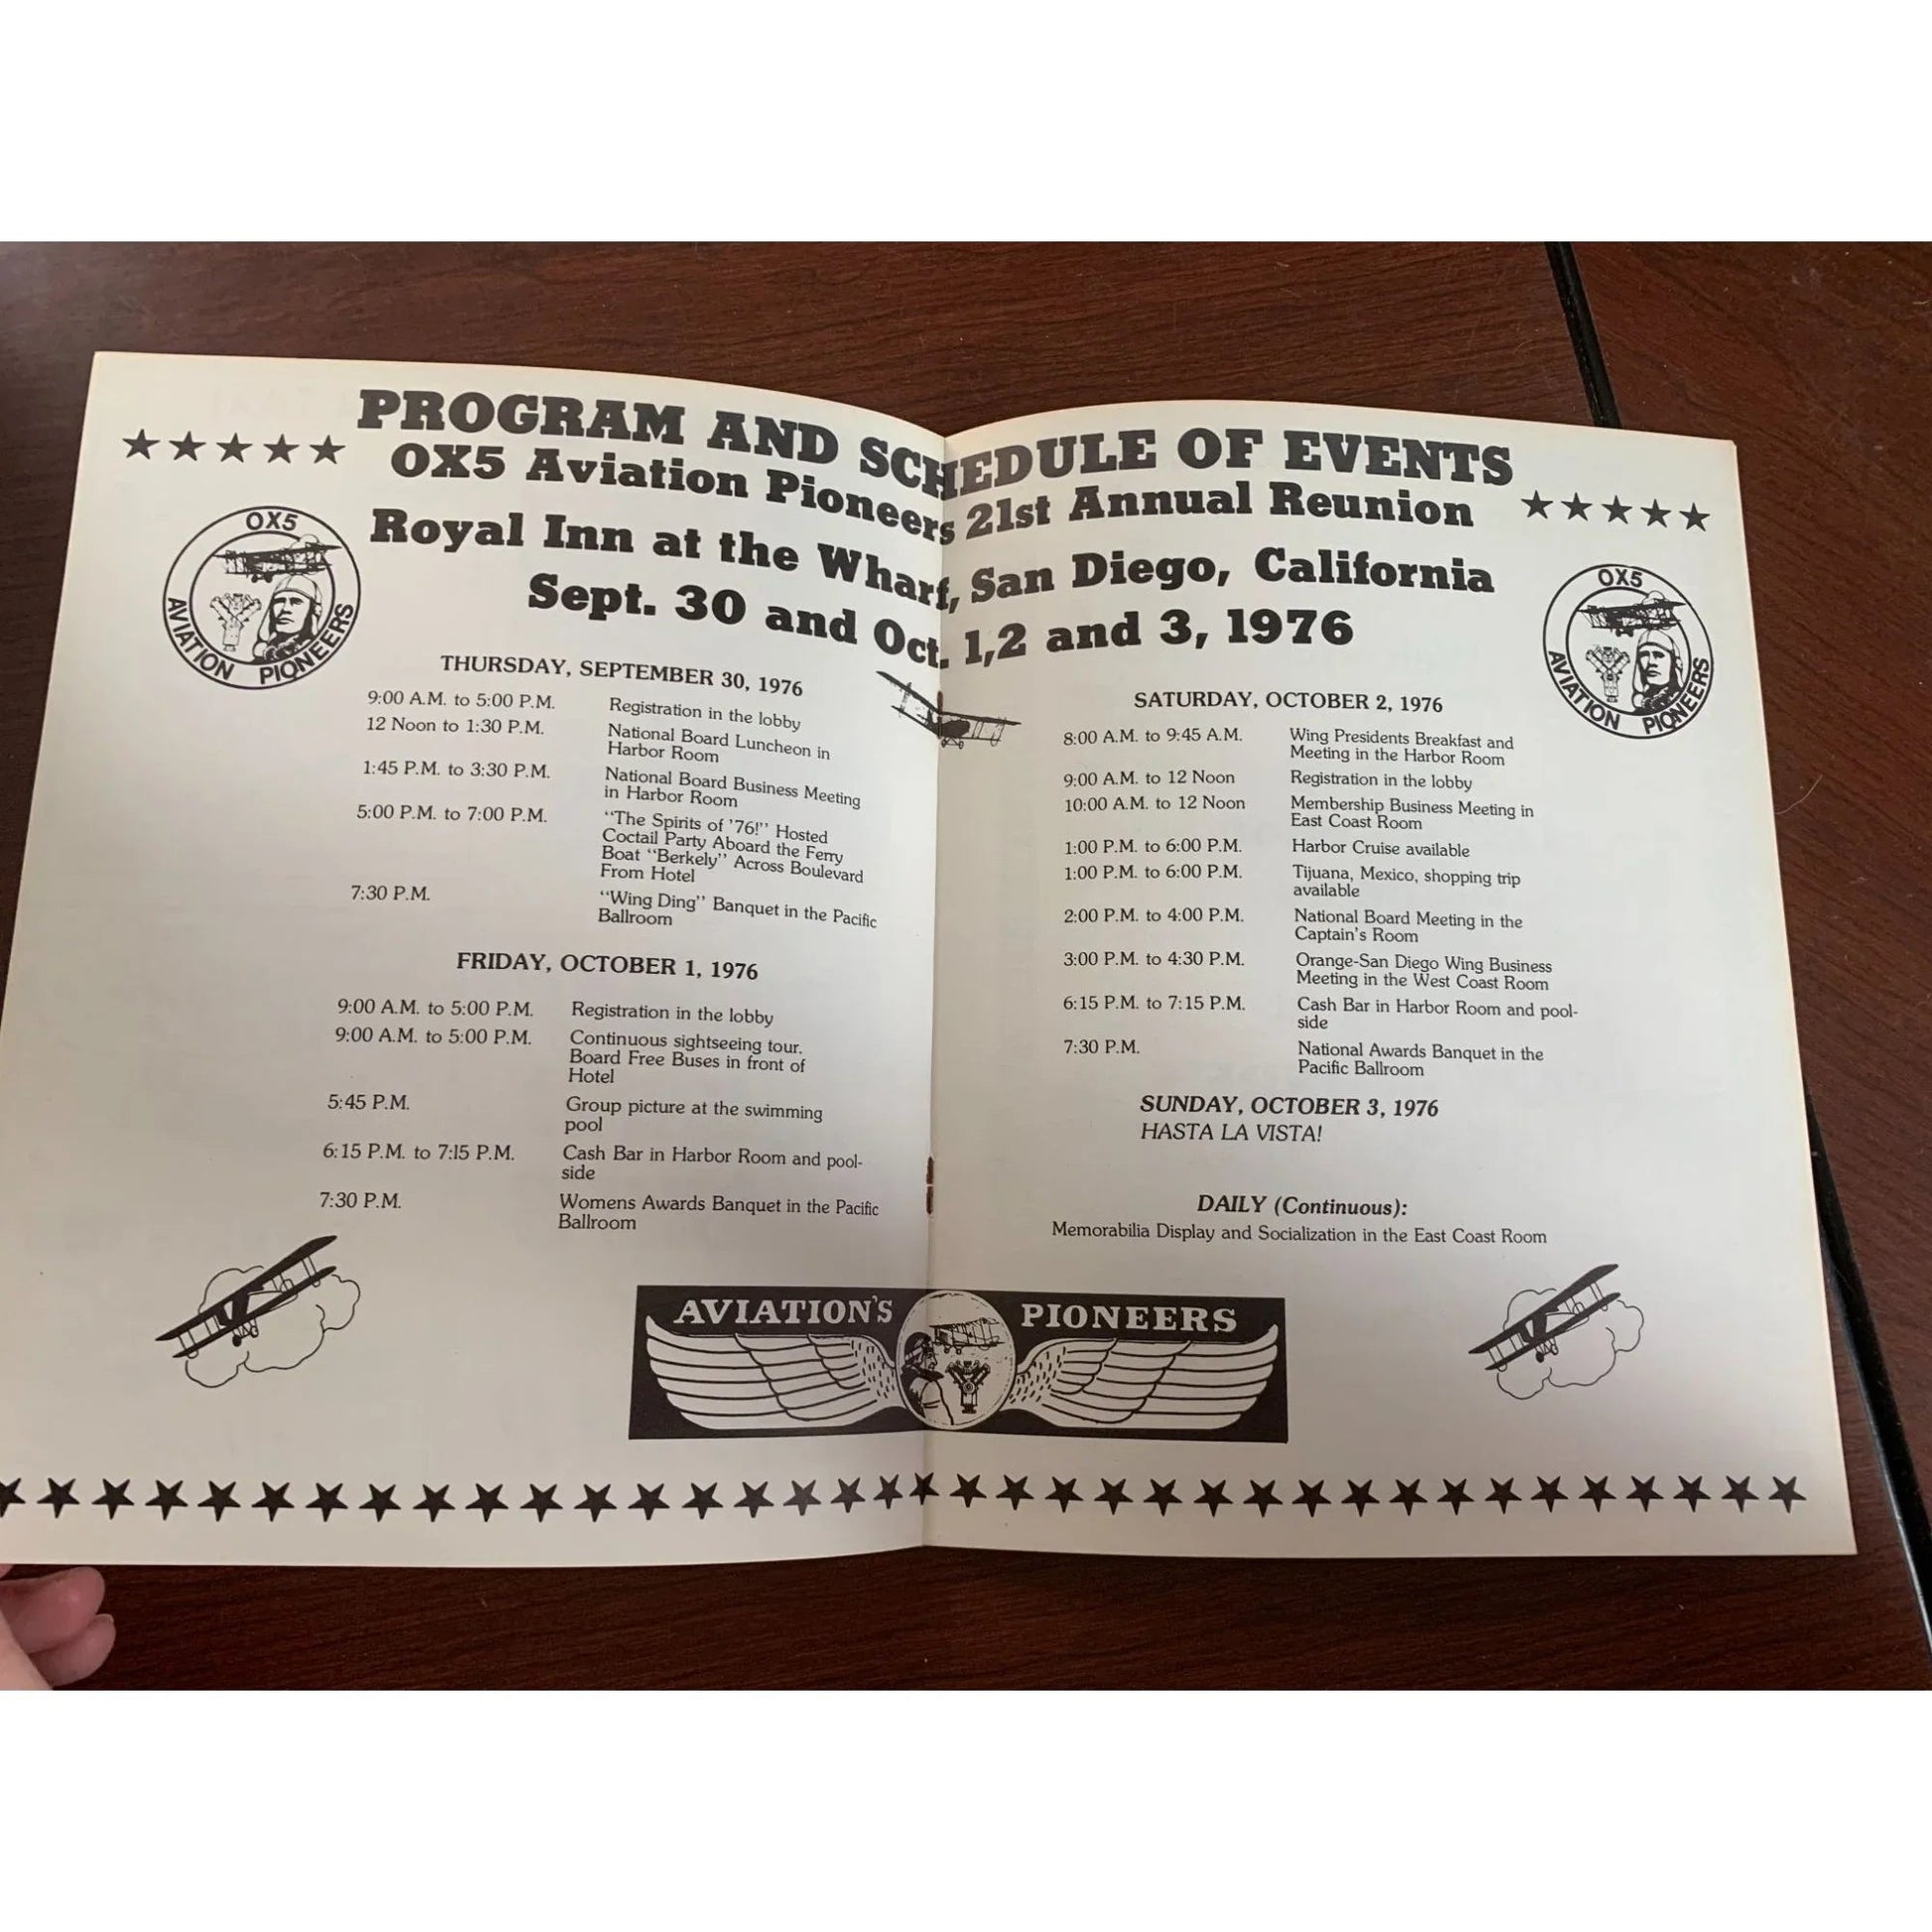 PROGRAM AND SCHEDULE OF EVENTS
OX5 Aviation Pioneers 21st Annual Reunion
Royal Inn at the Wharf, San Diego, California
Sept. 30 and Oct. 1,2 and 3, 1976
OX5
AVIATION PIONEERS
THURSDAY, SEPTEMBER 30, 1976
9:00 A.M. to 5:00 P.M. Registration in the lobby
12 Noon to 1:30 P.M. National Board Luncheon in
Harbor Room
1:45 P.M. to 3:30 P.M. National Board Business Meeting
in Harbor Room
5:00 P.M. to 7:00 P.M. "The Spirits of '76!" Hosted
Coctail Party Aboard the Ferry
Boat "Berkely" Across Boulevard
From Hotel
7:30 P.M. "Wing Ding" Banquet in the Pacific
Ballroom
FRIDAY, OCTOBER 1, 1976
9:00 A.M. to 5:00 P.M. Registration in the lobby
9:00 A.M. to 5:00 P.M. Continuous sightseeing tour.
Board Free Buses in front of
Hotel
5:45 P.M. Group picture at the swimming
pool
6:15 P.M. to 7:15 P.M. Cash Bar in Harbor Room and pool-
side
7:30 P.M. Womens Awards Banquet in the Pacific
Ballroom
OX5
AVIATION PIONEERS
SATURDAY, OCTOBER 2, 1976
8:00 A.M. to 9:45 A.M. Wing Presidents Breakfast and
Meeting in the Harbor Room
9:00 A.M. to 12 Noon Registration in the lobby
10:00 A.M. to 12 Noon Membership Business Meeting in
East Coast Room
1:00 P.M. to 6:00 P.M. Harbor Cruise available
1:00 P.M. to 6:00 P.M. Tijuana, Mexico, shopping trip
available
2:00 P.M. to 4:00 P.M. National Board Meeting in the
Captain's Room
3:00 P.M. to 4:30 P.M. Orange-San Diego Wing Business
Meeting in the West Coast Room
6:15 P.M. to 7:15 P.M. Cash Bar in Harbor Room and pool-
side
7:30 P.M. National Awards Banquet in the
Pacific Ballroom
SUNDAY, OCTOBER 3, 1976
HASTA LA VISTA!
DAILY (Continuous):
Memorabilia Display and Socialization in the East Coast Room
AVIATION'S PIONEERS